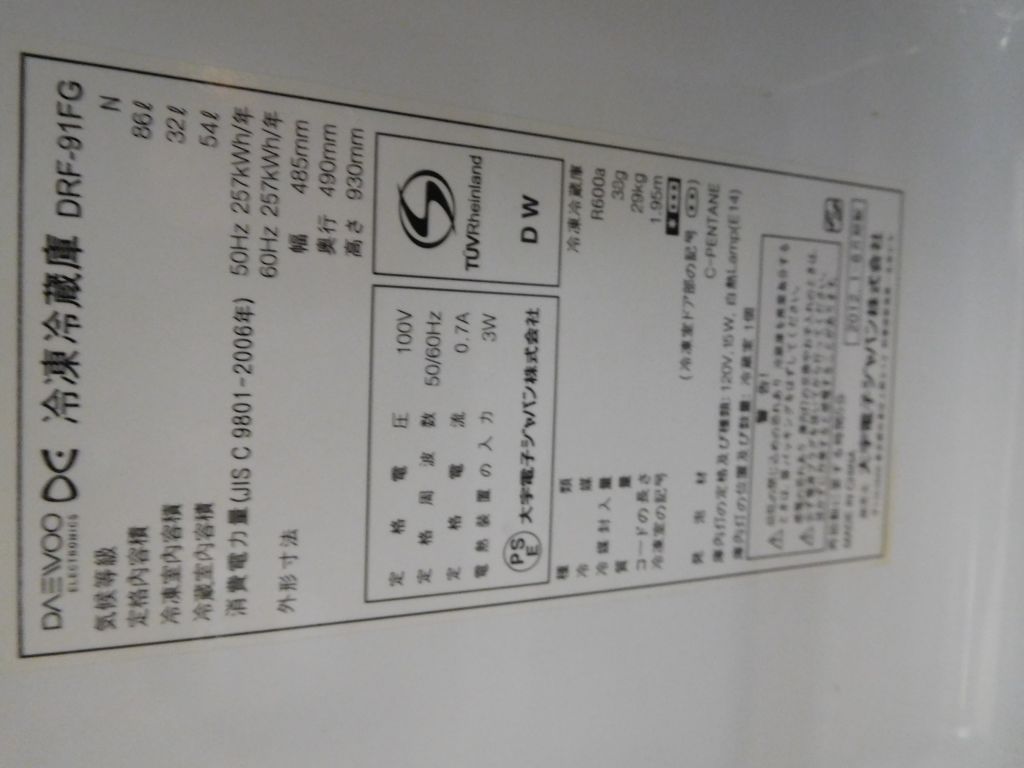 DAEWOO ELECTRONICS 冷凍冷蔵庫 DRF-91FG
気候等級 N
定格内容積 86ℓ
冷凍室内容積 32ℓ
冷蔵室内容積 54ℓ
消費電力量(JIS C 9801-2006年) 50Hz 257kWh/年
60Hz 257kWh/年
外形寸法 幅 485mm
奥行 490mm
高さ 930mm
定格電圧 100V
定格周波数 50/60Hz
定格電流 0.7A
電熱装置の入力 3W
PSE 大宇電子ジャパン株式会社
TÜVRheinland
DW
種類 冷凍冷蔵庫
冷媒 R600a
冷媒封入量
質量 29kg
コードの長さ 1.95m
冷凍室の記号
(冷凍室ドア部の記号
発泡材 C-PENTANE
庫内灯の定格及び種類: 120V, 15W, 白熱Lamp(E14)
庫内灯の位置及び数量: 冷蔵室 1個
警告!
MADE IN CHINA
大宇電子ジャパン株式会社